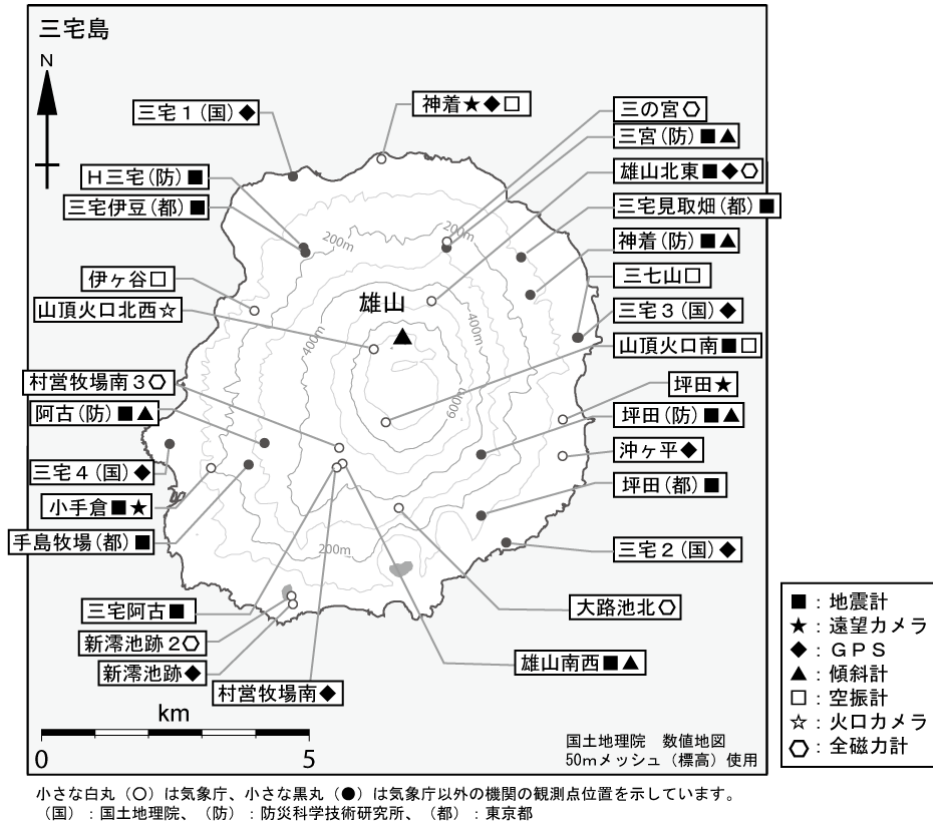 三宅島
N
三宅1(国)◆
神着★◆□
三の宮⬡
三宮(防)■▲
H三宅(防)■
雄山北東■◆⬡
三宅伊豆(都)■
三宅見取畑(都)■
200m
200m
神着(防)■▲
伊ヶ谷□
三七山□
雄山
山頂火口北西☆
三宅3(国)◆
400m
400m
山頂火口南■□
村営牧場南3⬡
坪田★
600m
阿古(防)■▲
坪田(防)■▲
沖ヶ平◆
三宅4(国)◆
坪田(都)■
小手倉■★
手島牧場(都)■
200m
三宅2(国)◆
三宅阿古■
大路池北⬡
新澪池跡2⬡
新澪池跡◆
雄山南西■▲
村営牧場南◆
km
0 5
国土地理院 数値地図
50mメッシュ(標高)使用
■:地震計
★:遠望カメラ
◆:GPS
▲:傾斜計
□:空振計
☆:火口カメラ
⬡:全磁力計
小さな白丸(○)は気象庁、小さな黒丸(●)は気象庁以外の機関の観測点位置を示しています。
(国):国土地理院、(防):防災科学技術研究所、(都):東京都